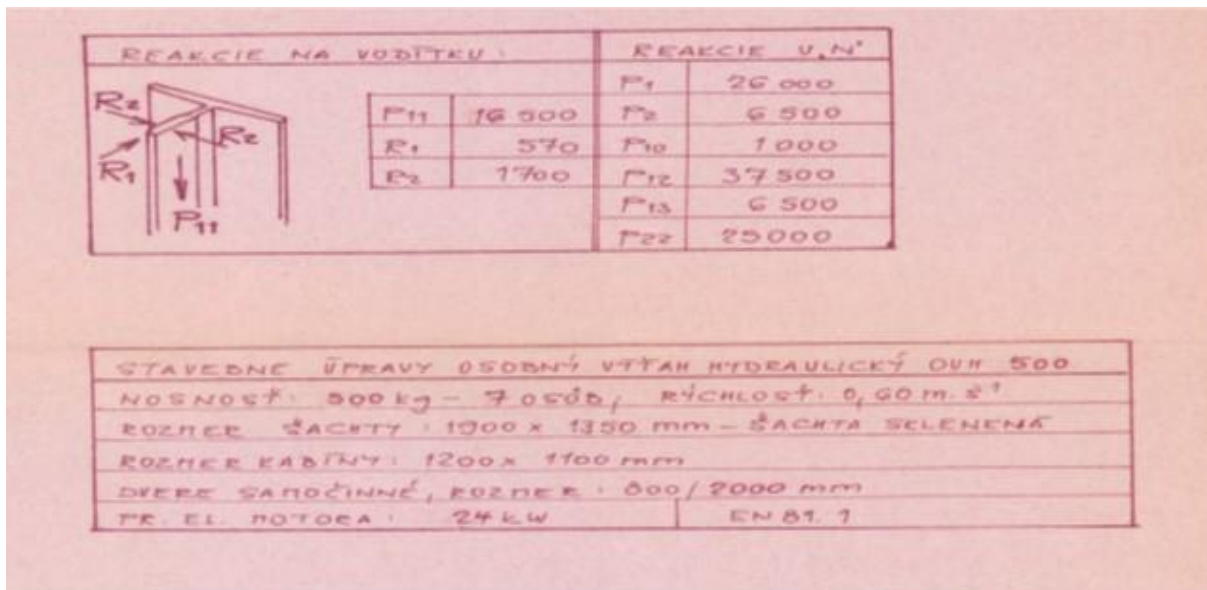 REAKCIE NA VODÍTKU:
R2
R2
R1
P11
P11 16 500
R1 570
R2 1700
REAKCIE V „N"
P1 26 000
P2 6 500
P10 1 000
P12 37 500
P13 6 500
P22 25000
STAVEBNÉ ÚPRAVY OSOBNÝ VÝŤAH HYDRAULICKÝ OVH 500
NOSNOSŤ: 500 kg - 7 OSÔB, RÝCHLOSŤ: 0,60 m.s¹
ROZMER ŠACHTY: 1900 x 1350 mm - ŠACHTA
ROZMER KABÍNY: 1200 x 1100 mm
DVERE SAMOČINNÉ, ROZMER: 800/2000 mm
PR. EL. MOTORA: 24 kW EN 81.1